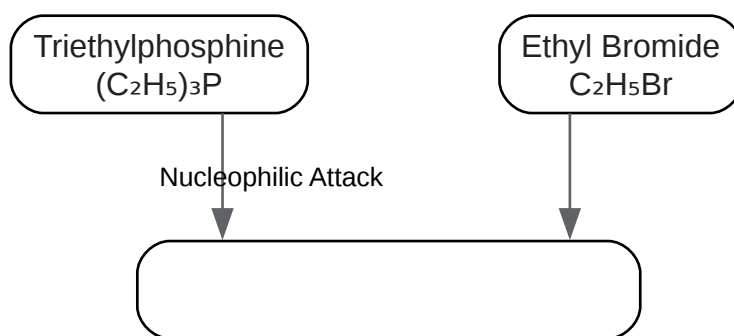 Triethylphosphine
(C₂H₅)₃P
Ethyl Bromide
C₂H₅Br
Nucleophilic Attack